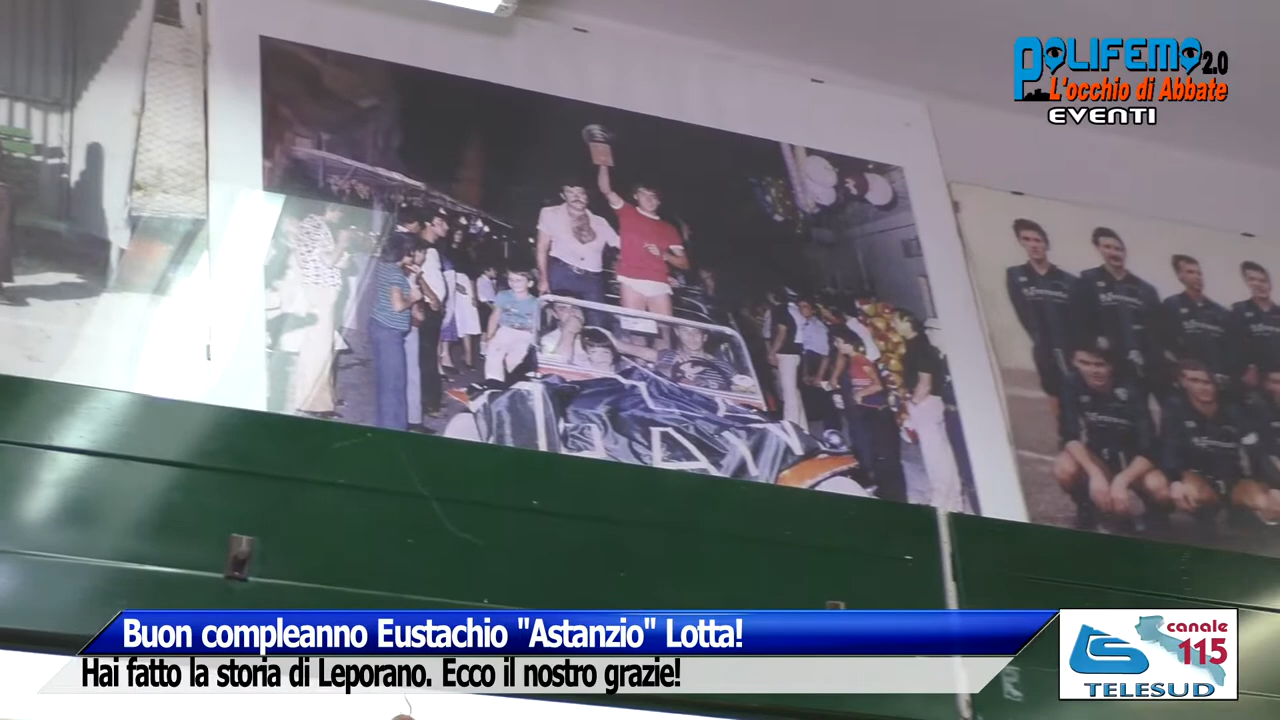 POLIFEMO 2.0
L'occhio di Abbate
EVENTI
Buon compleanno Eustachio "Astanzio" Lotta!
Hai fatto la storia di Leporano. Ecco il nostro grazie!
canale
115
TELESUD